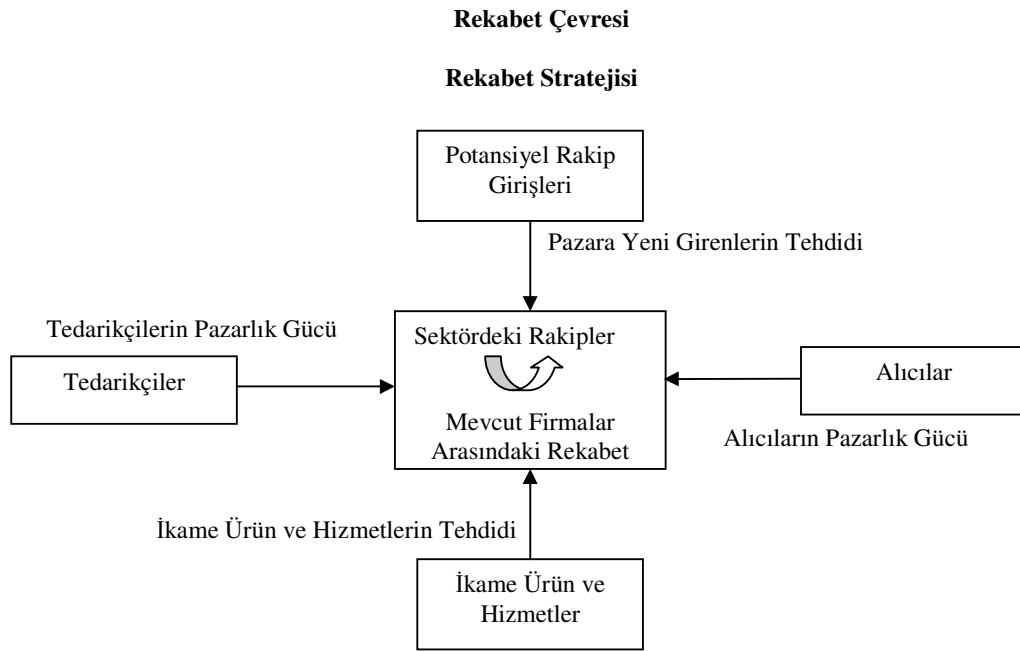 Rekabet Çevresi
Rekabet Stratejisi
Potansiyel Rakip
Girişleri
Pazara Yeni Girenlerin Tehdidi
Tedarikçilerin Pazarlık Gücü
Tedarikçiler
Sektördeki Rakipler
Mevcut Firmalar
Arasındaki Rekabet
Alıcılar
Alıcıların Pazarlık Gücü
İkame Ürün ve Hizmetlerin Tehdidi
İkame Ürün ve
Hizmetler